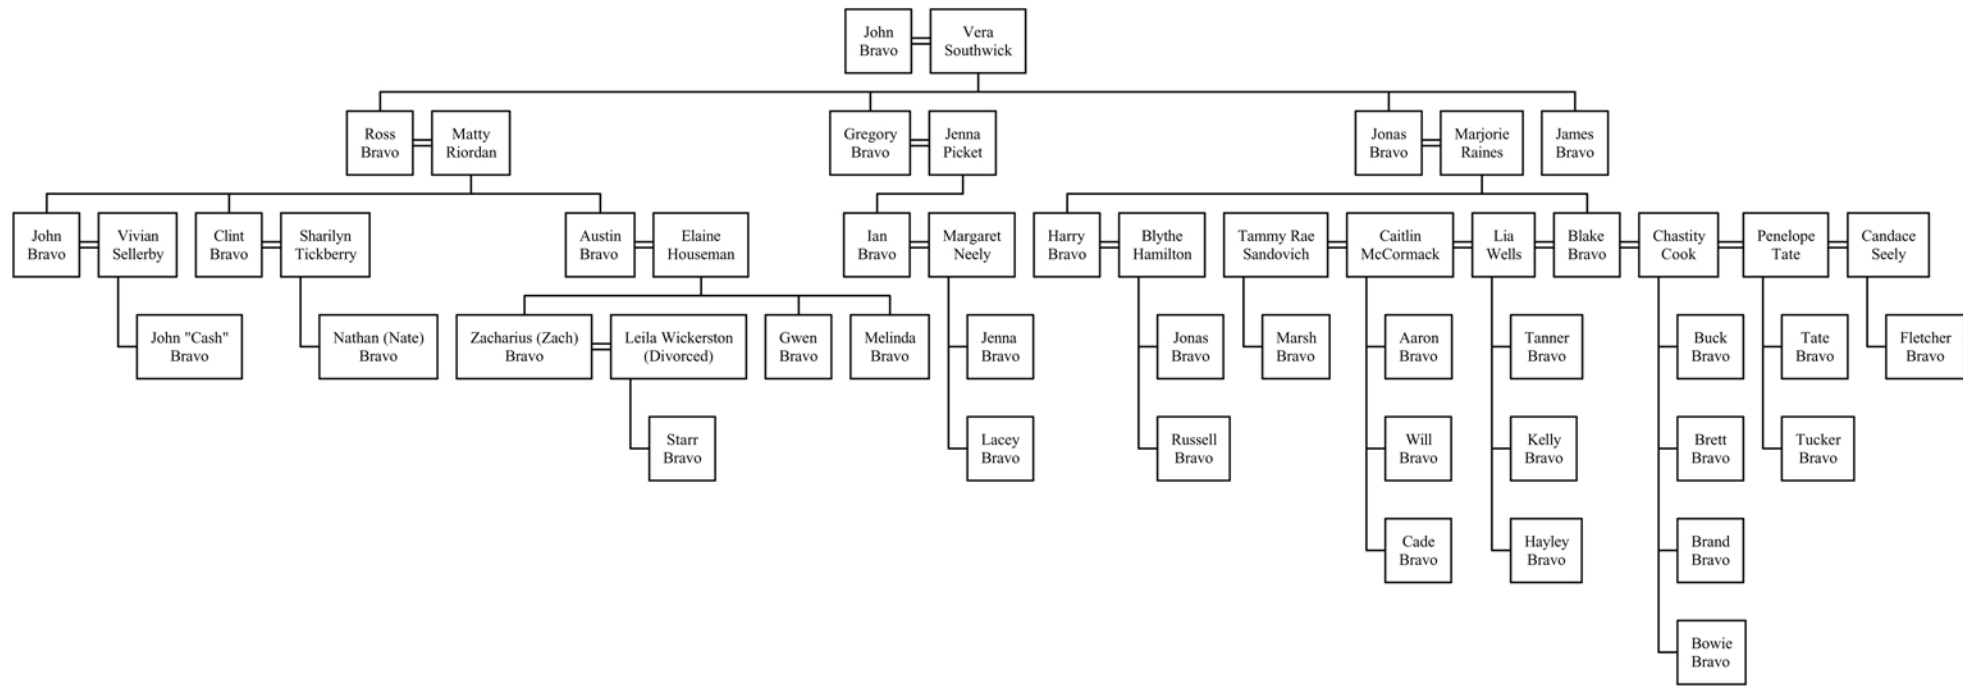 John
Bravo
Vera
Southwick
Ross
Bravo
Matty
Riordan
Gregory
Bravo
Jenna
Picket
Jonas
Bravo
Marjorie
Raines
James
Bravo
John
Bravo
Vivian
Sellerby
Clint
Bravo
Sharilyn
Tickberry
Austin
Bravo
Elaine
Houseman
Ian
Bravo
Margaret
Neely
Harry
Bravo
Blythe
Hamilton
Tammy Rae
Sandovich
Caitlin
McCormack
Lia
Wells
Blake
Bravo
Chastity
Cook
Penelope
Tate
Candace
Seely
John "Cash"
Bravo
Nathan (Nate)
Bravo
Zacharius (Zach)
Bravo
Leila Wickerston
(Divorced)
Gwen
Bravo
Melinda
Bravo
Jenna
Bravo
Jonas
Bravo
Marsh
Bravo
Aaron
Bravo
Tanner
Bravo
Buck
Bravo
Tate
Bravo
Fletcher
Bravo
Starr
Bravo
Lacey
Bravo
Russell
Bravo
Will
Bravo
Kelly
Bravo
Brett
Bravo
Tucker
Bravo
Cade
Bravo
Hayley
Bravo
Brand
Bravo
Bowie
Bravo